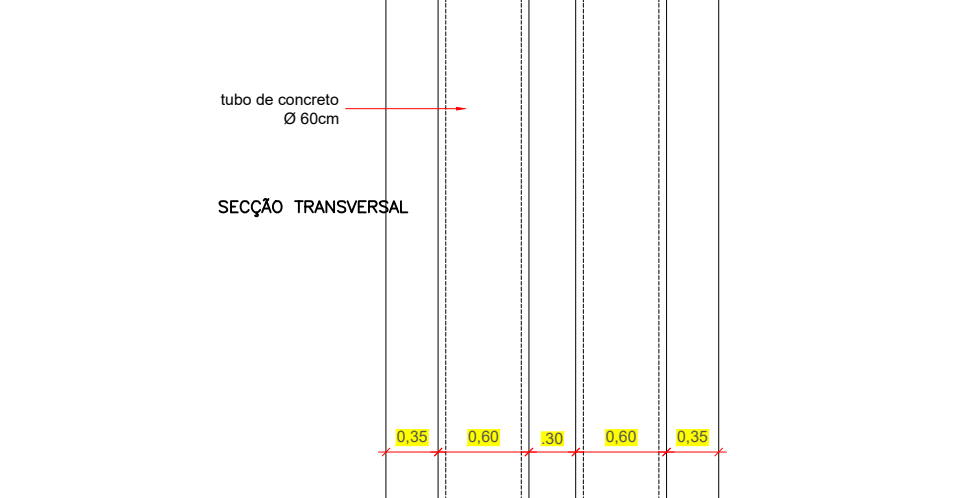 tubo de concreto
Ø 60cm
SECÇÃO TRANSVERSAL
0,35 0,60 .30 0,60 0,35